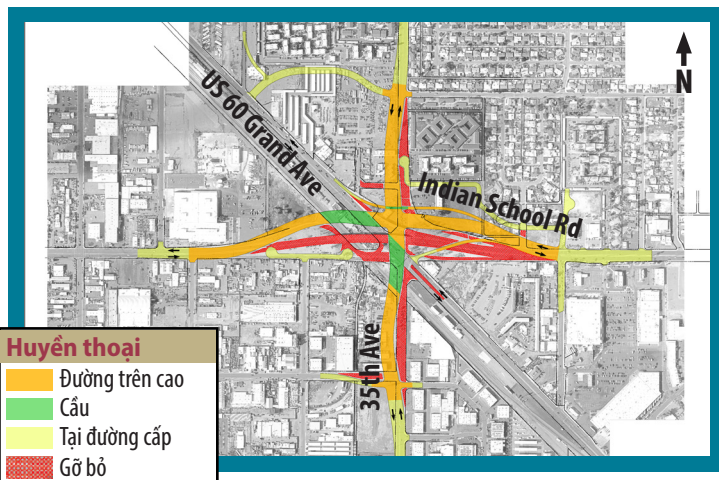 N
US 60 Grand Ave
Indian School Rd
35th Ave
Huyền thoại
Đường trên cao
Cầu
Tại đường cấp
Gỡ bỏ